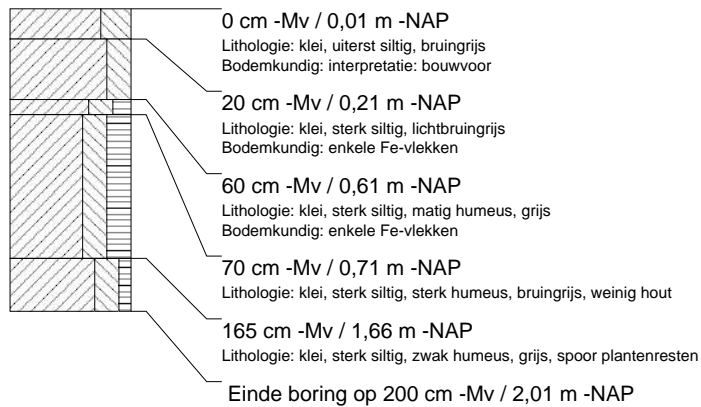 0 cm -Mv / 0,01 m -NAP
Lithologie: klei, uiterst siltig, bruingrijs
Bodemkundig: interpretatie: bouwvoor
20 cm -Mv / 0,21 m -NAP
Lithologie: klei, sterk siltig, lichtbruingrijs
Bodemkundig: enkele Fe-vlekken
60 cm -Mv / 0,61 m -NAP
Lithologie: klei, sterk siltig, matig humeus, grijs
Bodemkundig: enkele Fe-vlekken
70 cm -Mv / 0,71 m -NAP
Lithologie: klei, sterk siltig, sterk humeus, bruingrijs, weinig hout
165 cm -Mv / 1,66 m -NAP
Lithologie: klei, sterk siltig, zwak humeus, grijs, spoor plantenresten
Einde boring op 200 cm -Mv / 2,01 m -NAP